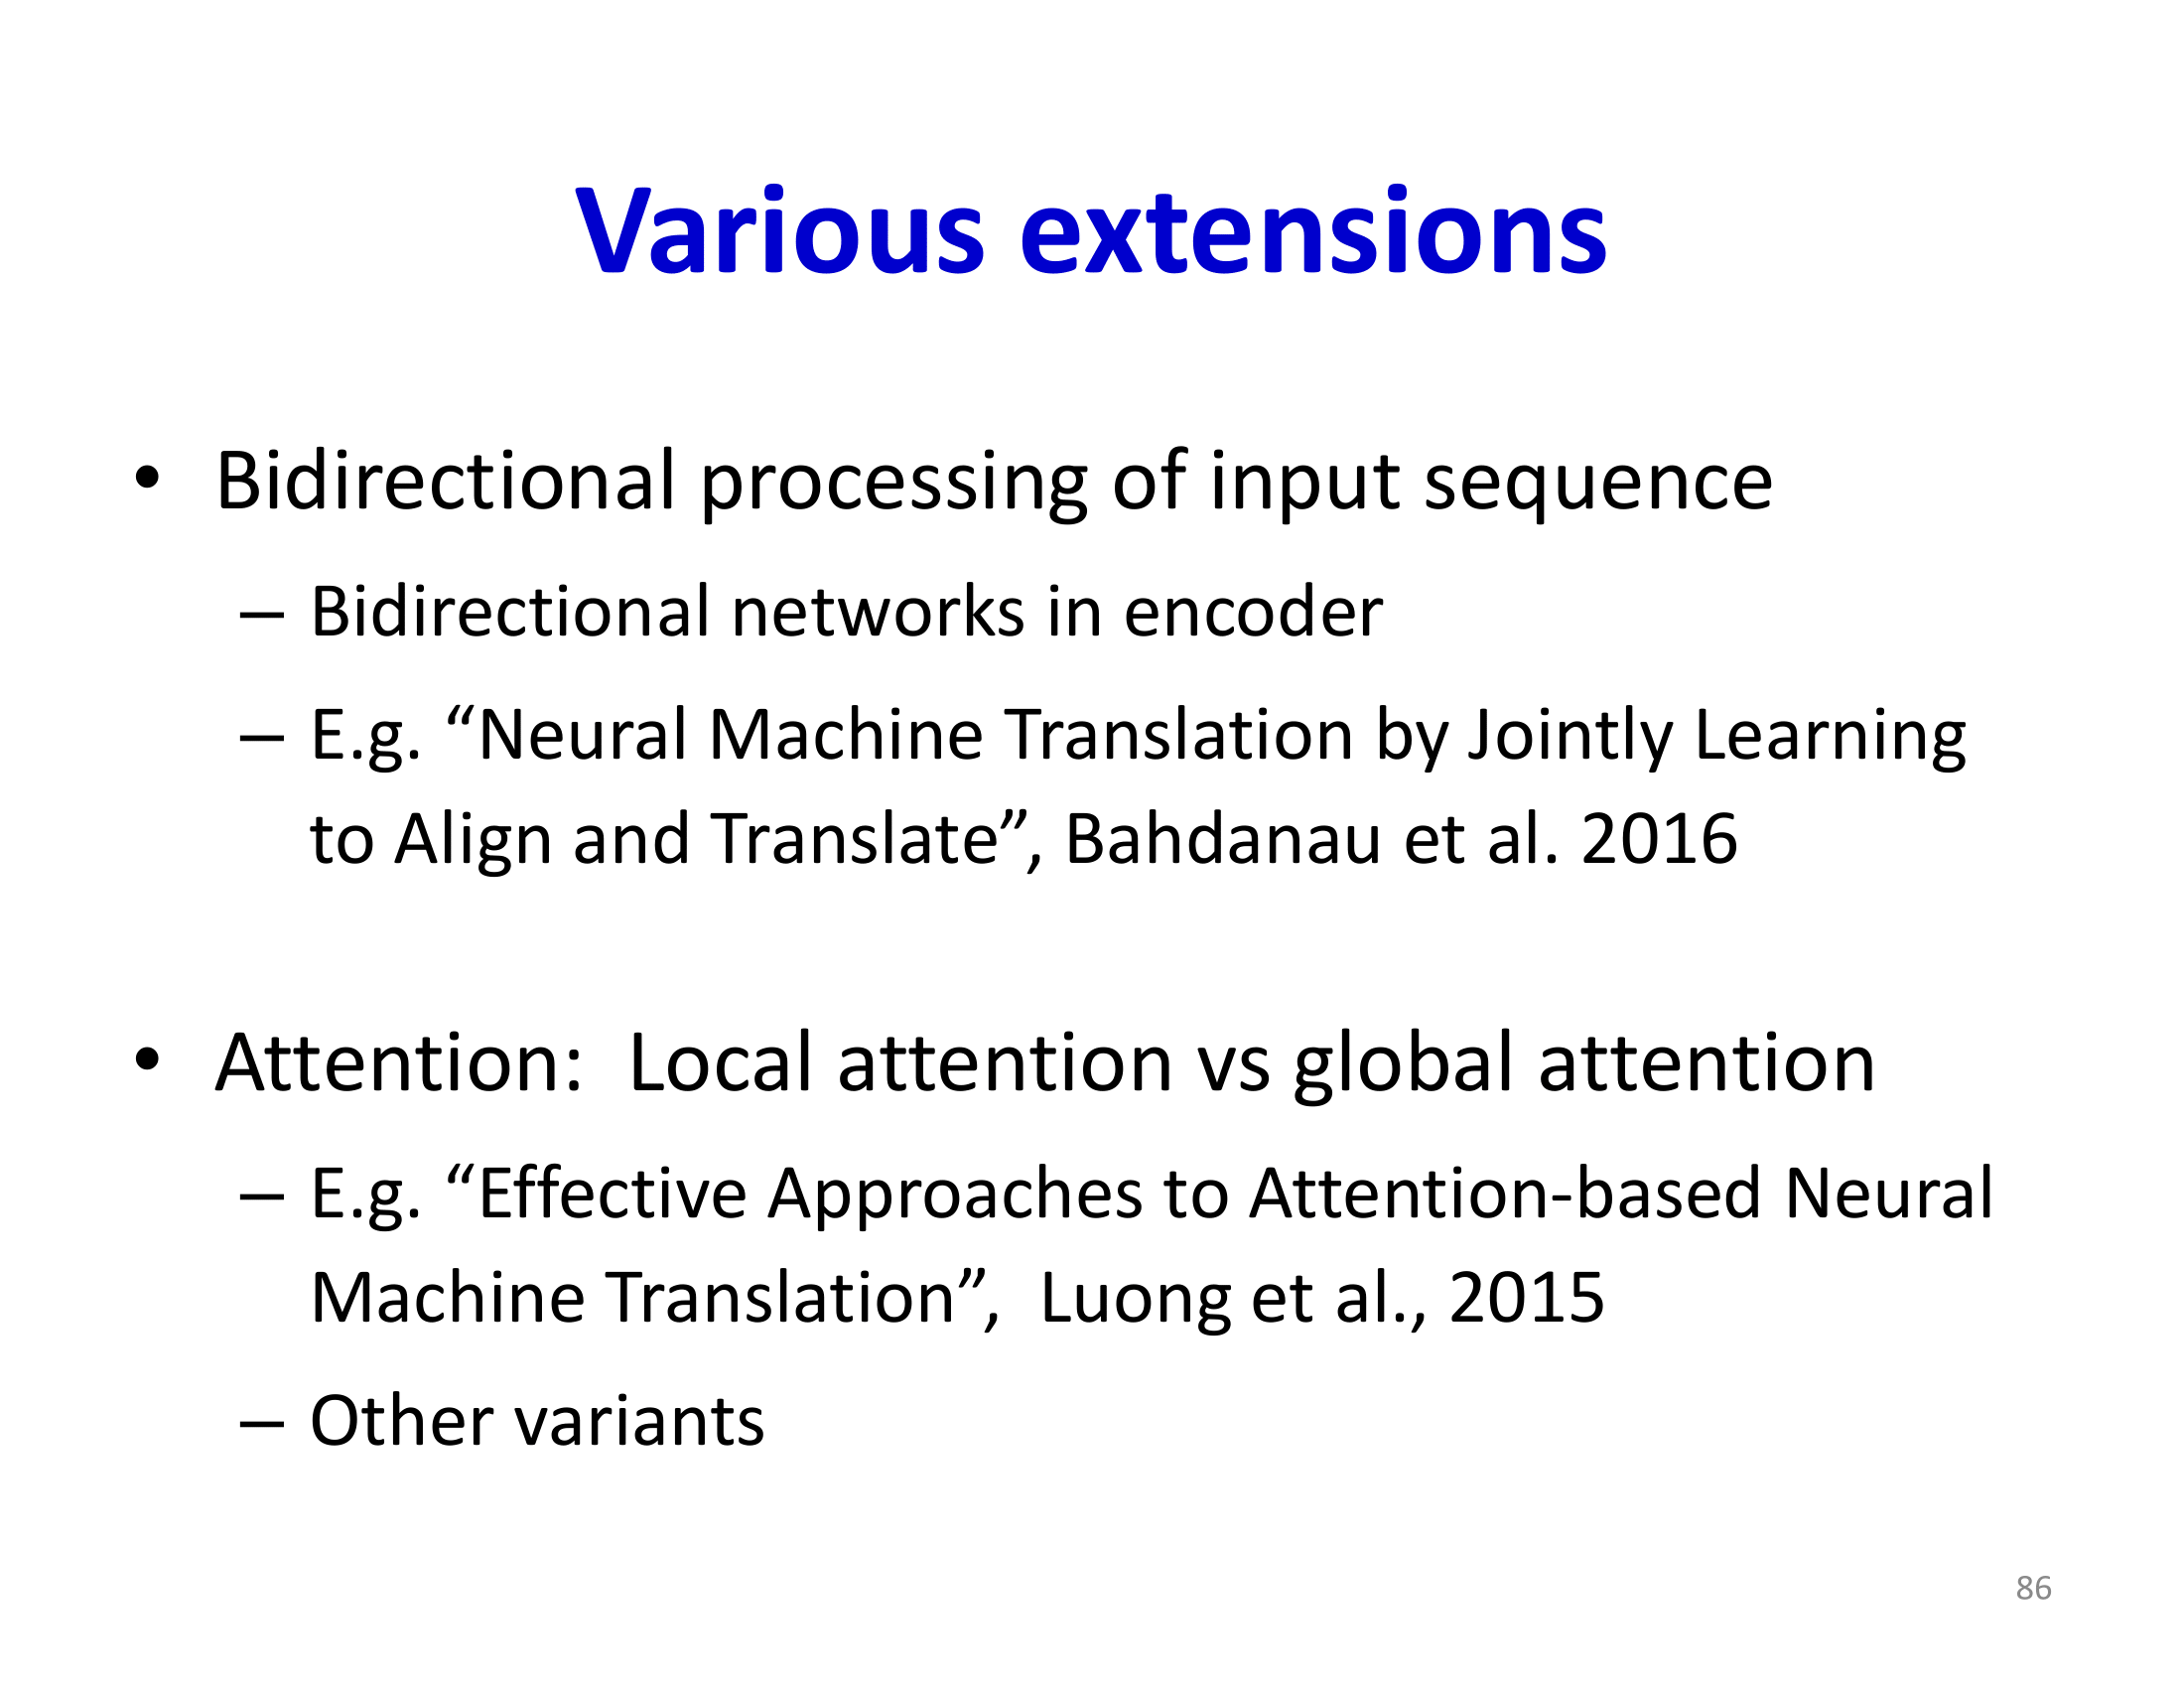 Various extensions
• Bidirectional processing of input sequence
– Bidirectional networks in encoder
– E.g. “Neural Machine Translation by Jointly Learning
to Align and Translate”, Bahdanau et al. 2016
• Attention: Local attention vs global attention
– E.g. “Effective Approaches to Attention-based Neural
Machine Translation”, Luong et al., 2015
– Other variants
86